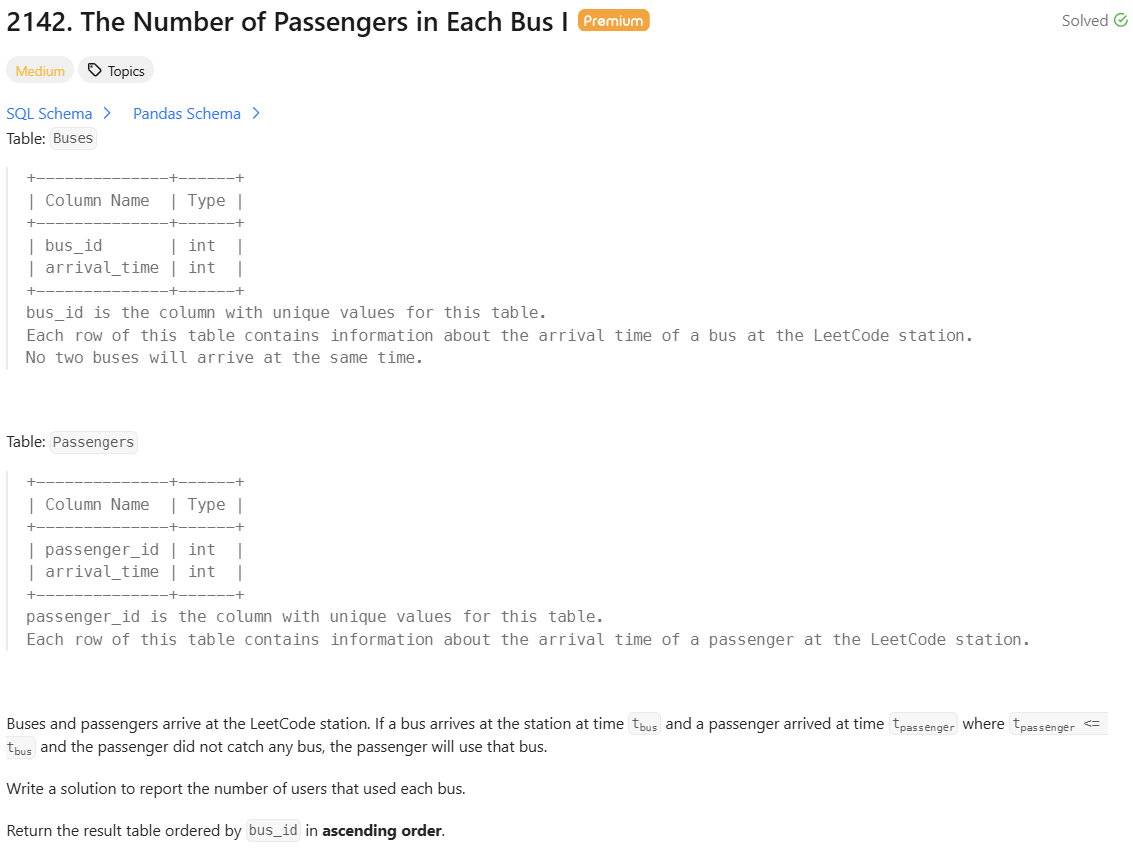 2142. The Number of Passengers in Each Bus I Premium
Solved
Medium Topics
SQL Schema Pandas Schema
Table: Buses
+--------------+------+
| Column Name  | Type |
+--------------+------+
| bus_id       | int  |
| arrival_time | int  |
+--------------+------+
bus_id is the column with unique values for this table.
Each row of this table contains information about the arrival time of a bus at the LeetCode station.
No two buses will arrive at the same time.
Table: Passengers
+--------------+------+
| Column Name  | Type |
+--------------+------+
| passenger_id | int  |
| arrival_time | int  |
+--------------+------+
passenger_id is the column with unique values for this table.
Each row of this table contains information about the arrival time of a passenger at the LeetCode station.
Buses and passengers arrive at the LeetCode station. If a bus arrives at the station at time tbus and a passenger arrived at time tpassenger where tpassenger <=
tbus and the passenger did not catch any bus, the passenger will use that bus.
Write a solution to report the number of users that used each bus.
Return the result table ordered by bus_id in ascending order.